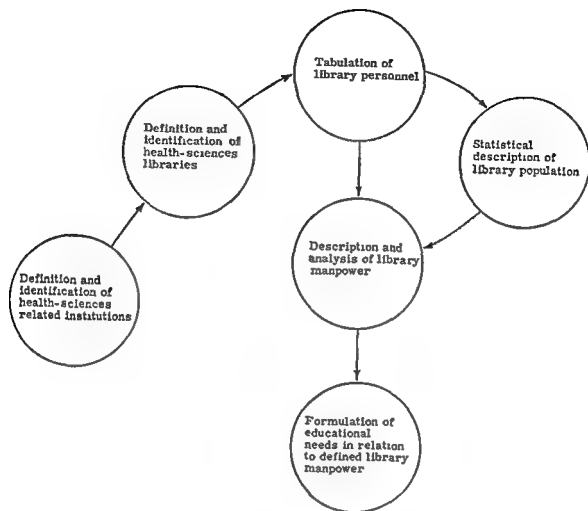 Tabulation of
library personnel
Definition and
identification of
health-sciences
libraries
Statistical
description of
library population
Description and
analysis of library
manpower
Definition and
identification of
health-sciences
related institutions
Formulation of
educational
needs in relation
to defined library
manpower